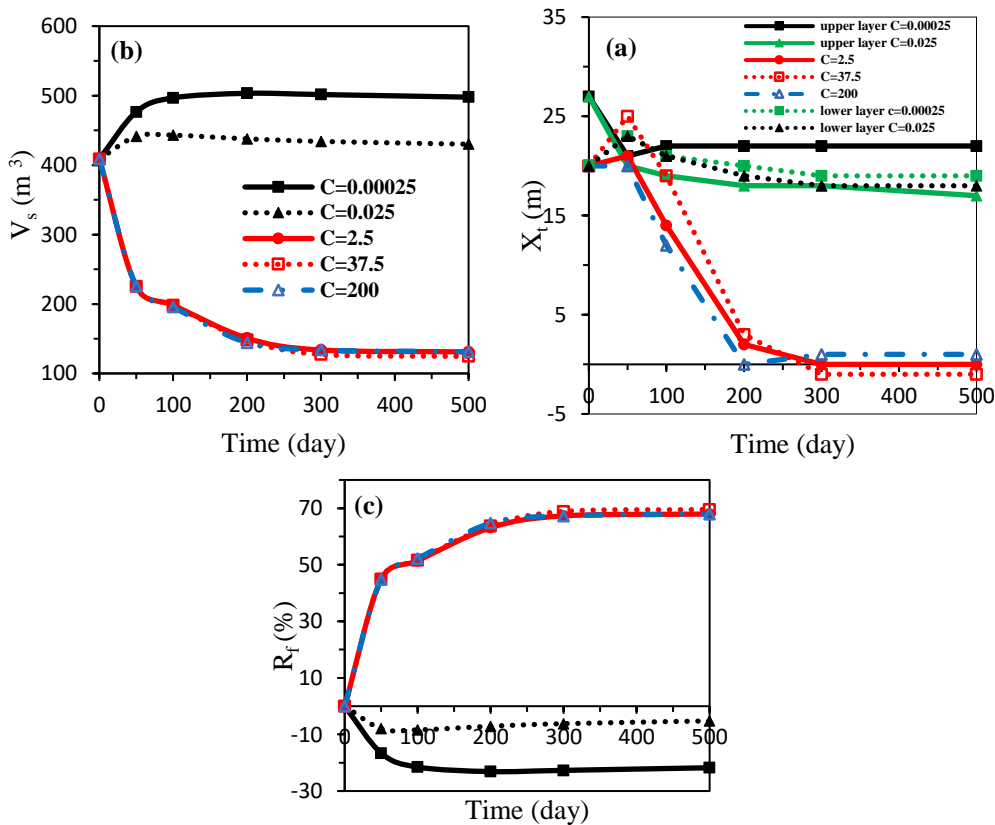 (b)
V_s (m ³)
600
500
400
300
200
100
C=0.00025
C=0.025
C=2.5
C=37.5
C=200
0 100 200 300 400 500
Time (day)
(a)
X_t (m)
35
25
15
5
-5
upper layer C=0.00025
upper layer C=0.025
C=2.5
C=37.5
C=200
lower layer c=0.00025
lower layer C=0.025
0 100 200 300 400 500
Time (day)
(c)
R_f (%)
70
50
30
10
-10
-30
0 100 200 300 400 500
Time (day)